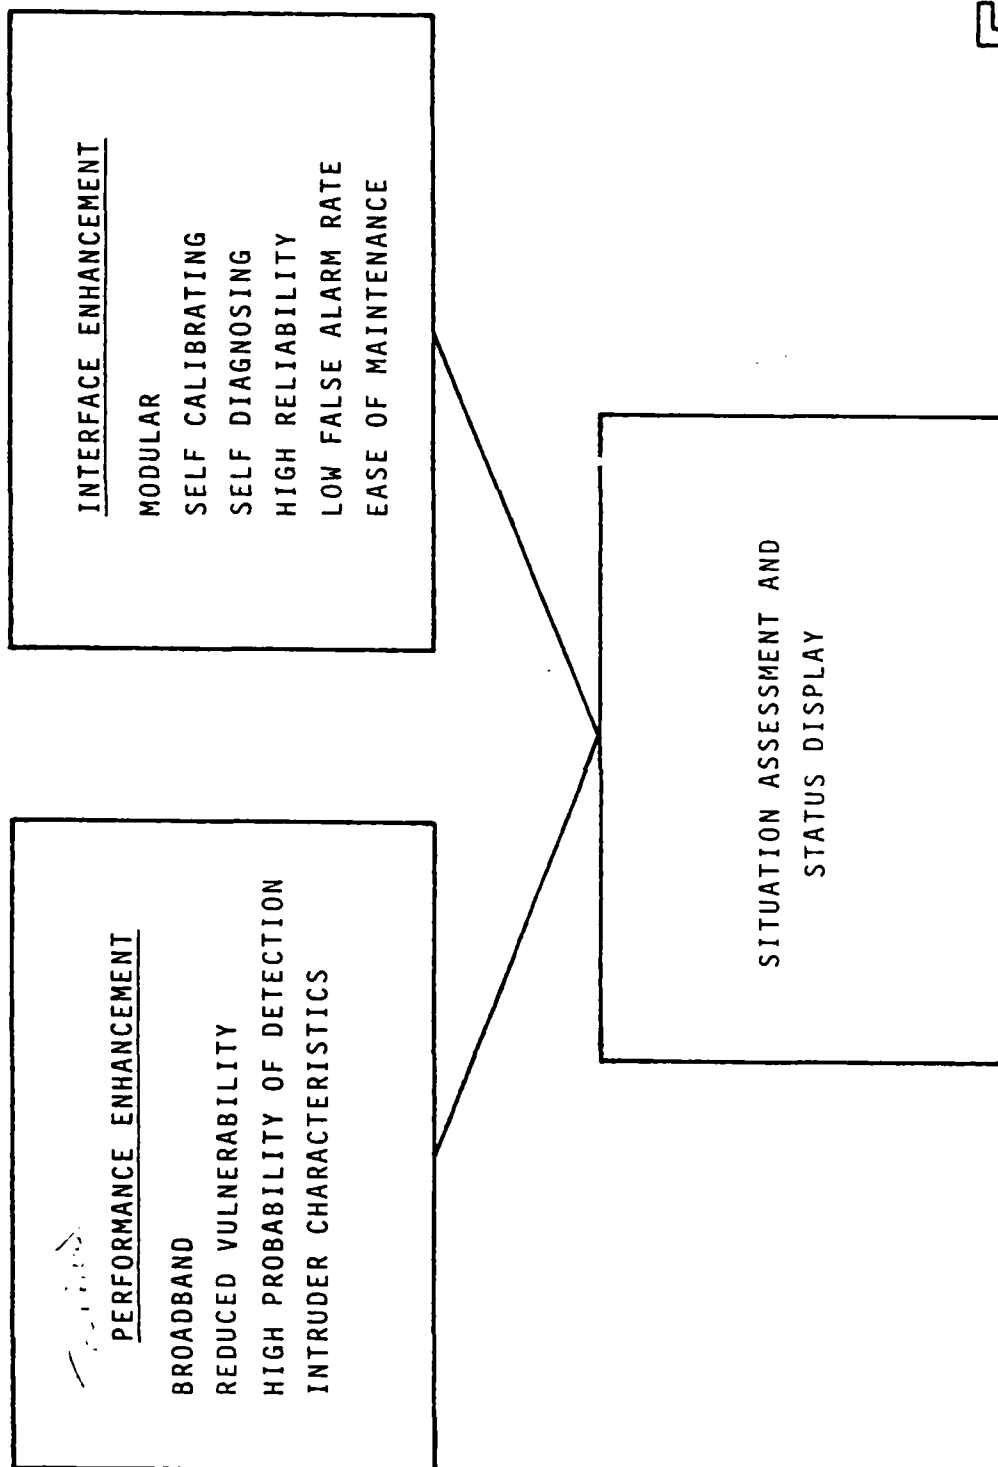 PERFORMANCE ENHANCEMENT
BROADBAND
REDUCED VULNERABILITY
HIGH PROBABILITY OF DETECTION
INTRUDER CHARACTERISTICS
INTERFACE ENHANCEMENT
MODULAR
SELF CALIBRATING
SELF DIAGNOSING
HIGH RELIABILITY
LOW FALSE ALARM RATE
EASE OF MAINTENANCE
SITUATION ASSESSMENT AND
STATUS DISPLAY